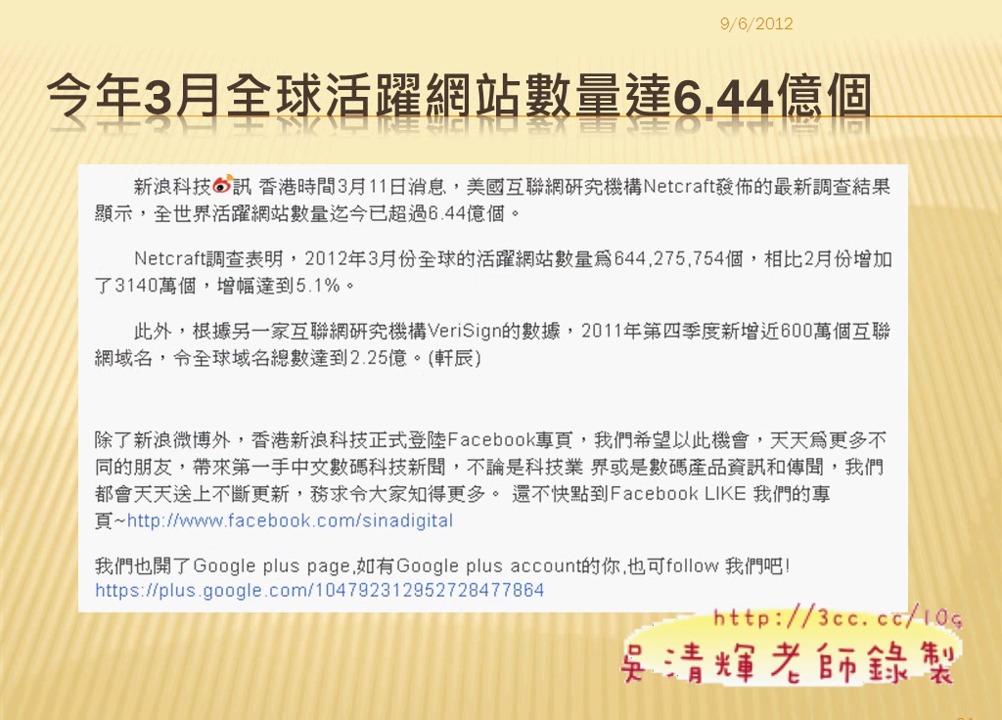 9/6/2012
今年3月全球活躍網站數量達6.44億個
新浪科技訊 香港時間3月11日消息，美國互聯網研究機構Netcraft發佈的最新調查結果
顯示，全世界活躍網站數量迄今已超過6.44億個。
Netcraft調查表明，2012年3月份全球的活躍網站數量爲644,275,754個，相比2月份增加
了3140萬個，增幅達到5.1%。
此外，根據另一家互聯網研究機構VeriSign的數據，2011年第四季度新增近600萬個互聯
網域名，令全球域名總數達到2.25億。(軒辰)
除了新浪微博外，香港新浪科技正式登陸Facebook專頁，我們希望以此機會，天天爲更多不
同的朋友，帶來第一手中文數碼科技新聞，不論是科技業 界或是數碼產品資訊和傳聞，我們
都會天天送上不斷更新，務求令大家知得更多。 還不快點到Facebook LIKE 我們的專
頁~http://www.facebook.com/sinadigital
我們也開了Google plus page,如有Google plus account的你,也可follow 我們吧!
https://plus.google.com/104792312952728477864
http://3cc.cc/10g
吳清輝老師錄製